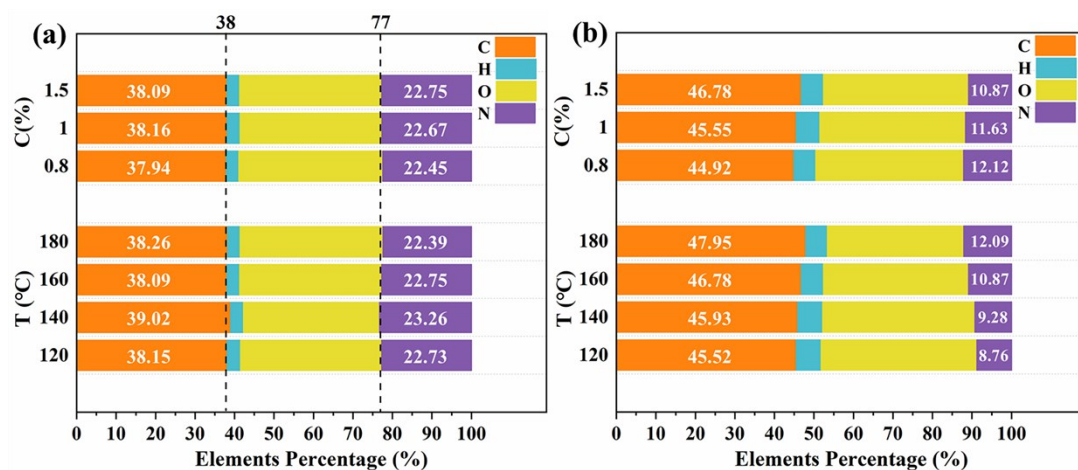 38 77
(a)
C
H
O
N
C(%)
1.5 38.09 22.75
1 38.16 22.67
0.8 37.94 22.45
T (℃)
180 38.26 22.39
160 38.09 22.75
140 39.02 23.26
120 38.15 22.73
0 10 20 30 40 50 60 70 80 90 100
Elements Percentage (%)
(b)
C
H
O
N
C(%)
1.5 46.78 10.87
1 45.55 11.63
0.8 44.92 12.12
T (℃)
180 47.95 12.09
160 46.78 10.87
140 45.93 9.28
120 45.52 8.76
0 10 20 30 40 50 60 70 80 90 100
Elements Percentage (%)